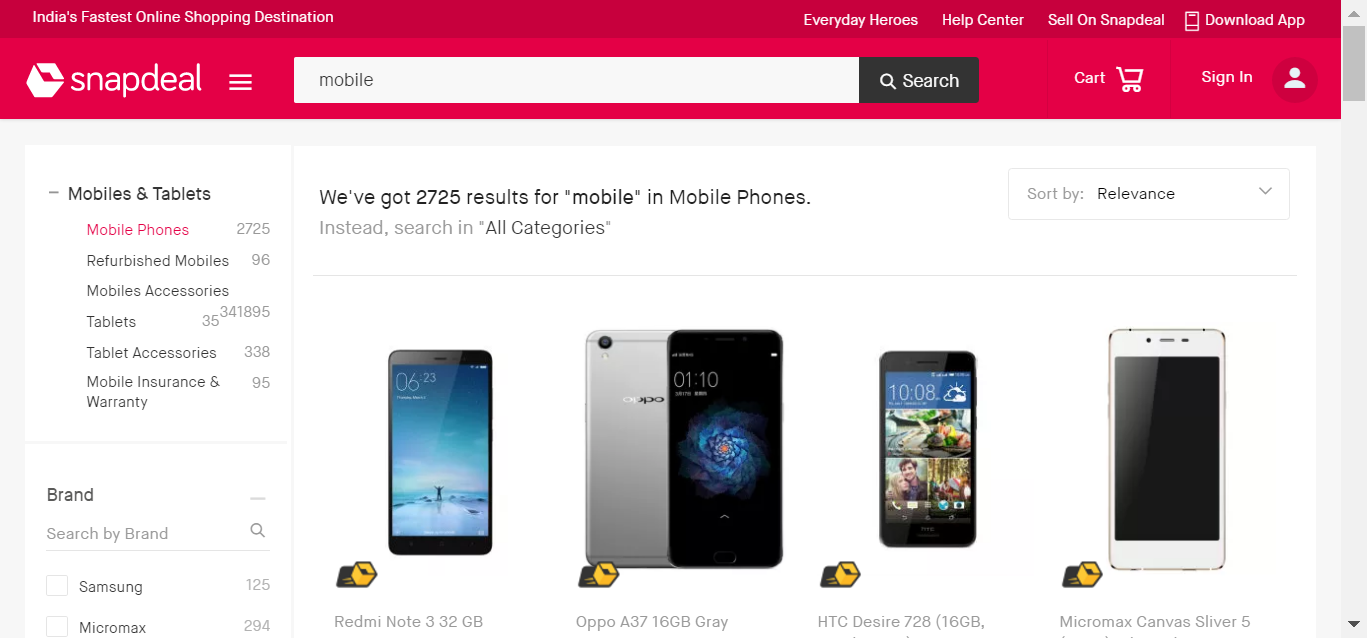 India's Fastest Online Shopping Destination
Everyday Heroes
Help Center
Sell On Snapdeal
Download App
snapdeal
mobile
Search
Cart
Sign In
Mobiles & Tablets
Mobile Phones 2725
Refurbished Mobiles 96
Mobiles Accessories 341895
Tablets 35
Tablet Accessories 338
Mobile Insurance & 95
Warranty
Brand
Search by Brand
Samsung 125
Micromax 294
We've got 2725 results for "mobile" in Mobile Phones.
Instead, search in "All Categories"
Sort by: Relevance
06:23
oppo
01:10
10:08
hTC
Redmi Note 3 32 GB
Oppo A37 16GB Gray
HTC Desire 728 (16GB,
Micromax Canvas Sliver 5